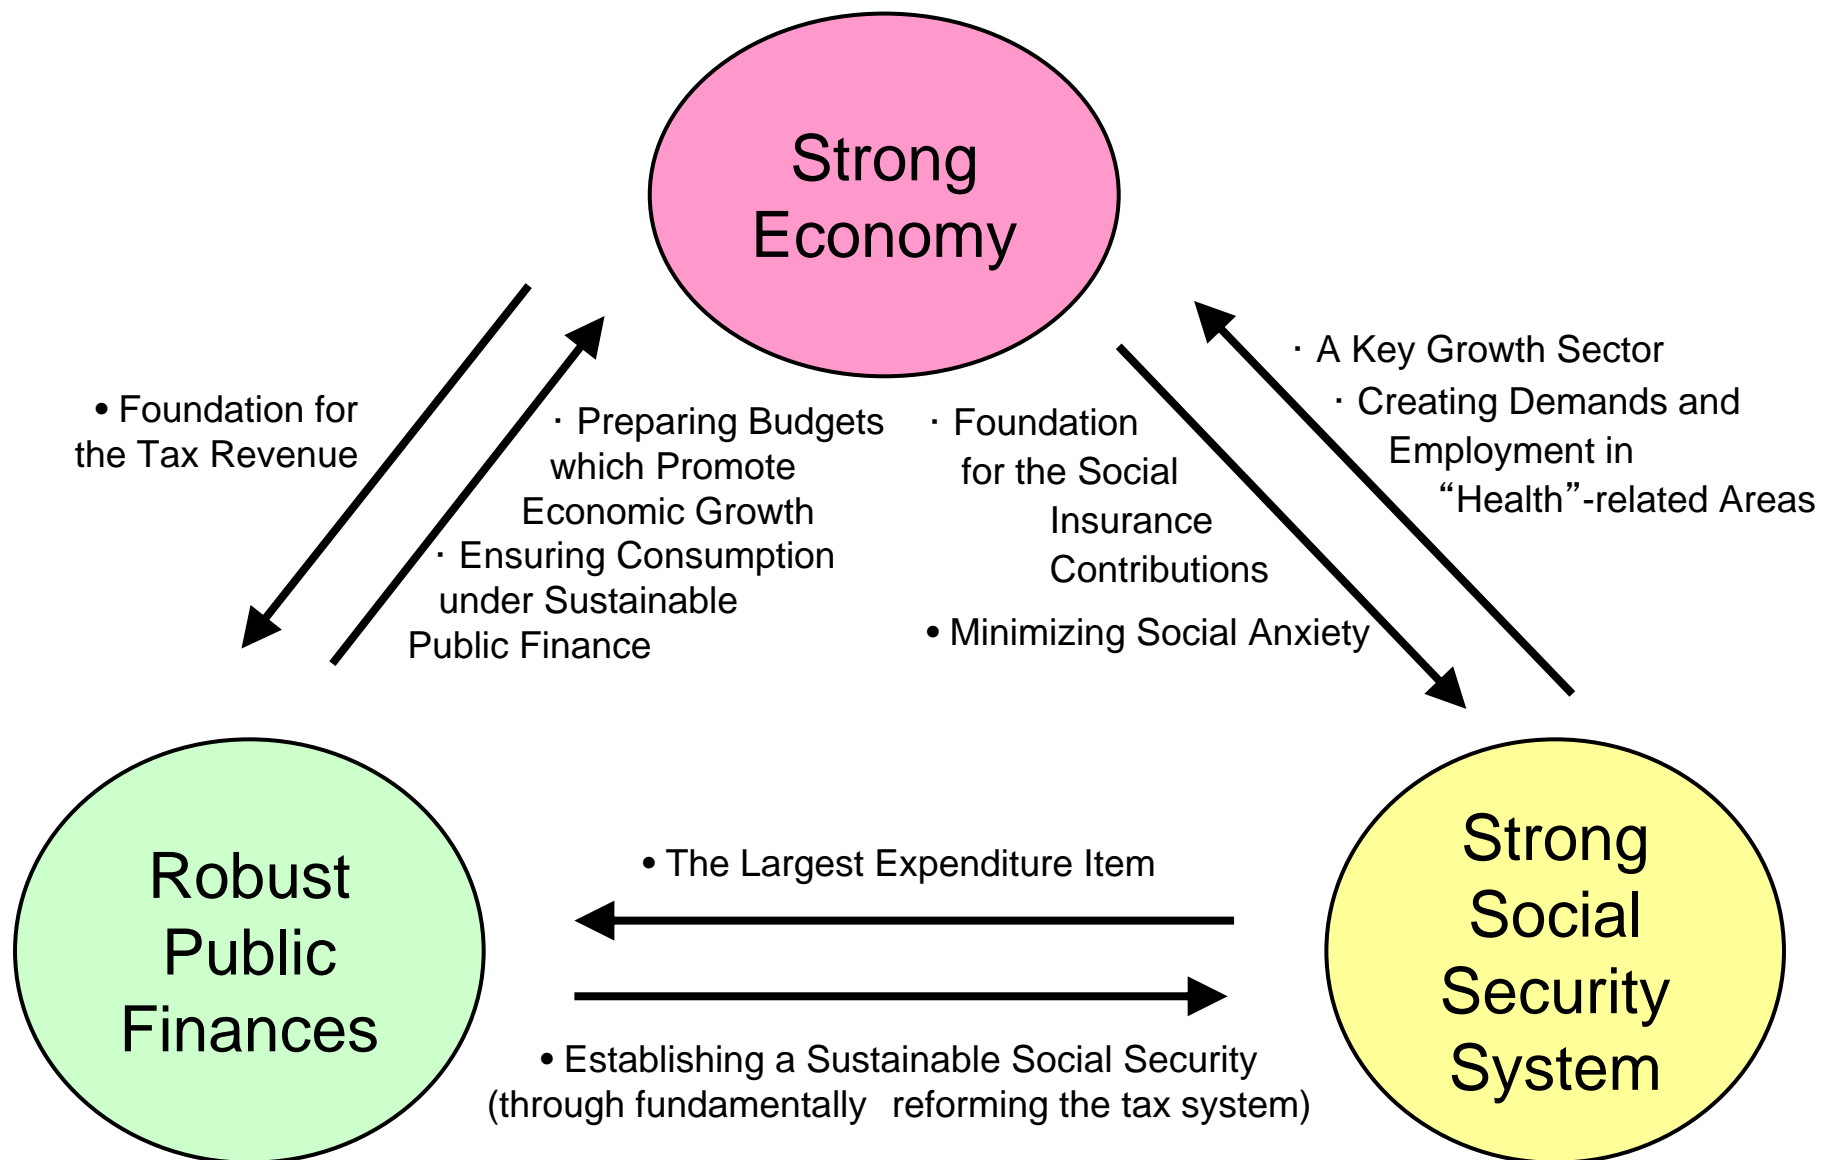 Strong
Economy
• Foundation for
the Tax Revenue
· Preparing Budgets
which Promote
Economic Growth
· Ensuring Consumption
under Sustainable
Public Finance
· Foundation
for the Social
Insurance
Contributions
• Minimizing Social Anxiety
· A Key Growth Sector
· Creating Demands and
Employment in
“Health”-related Areas
Robust
Public
Finances
• The Largest Expenditure Item
• Establishing a Sustainable Social Security
(through fundamentally reforming the tax system)
Strong
Social
Security
System